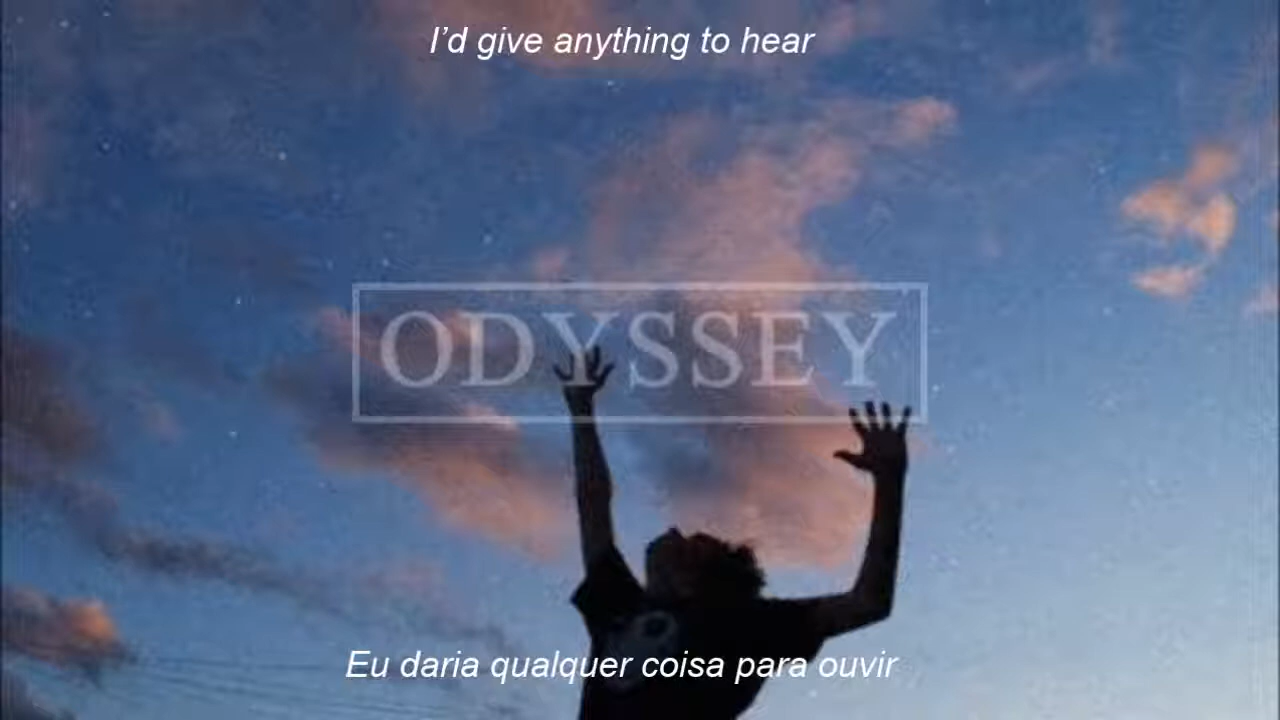 I’d give anything to hear
ODYSSEY
Eu daria qualquer coisa para ouvir